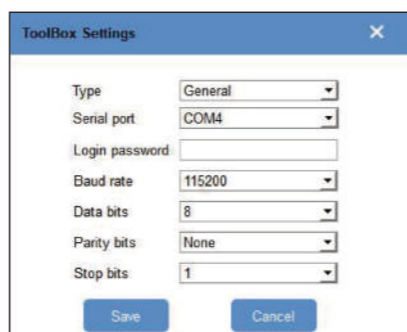 ToolBox Settings
Type General
Serial port COM4
Login password
Baud rate 115200
Data bits 8
Parity bits None
Stop bits 1
Save Cancel